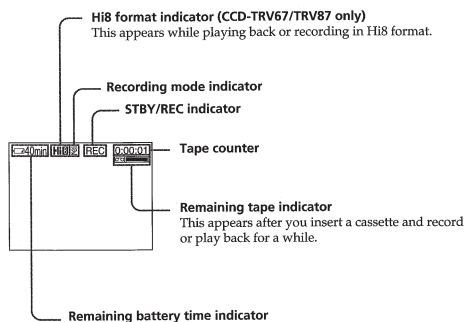 Hi8 format indicator (CCD-TRV67/TRV87 only)
This appears while playing back or recording in Hi8 format.
Recording mode indicator
STBY/REC indicator
40min Hi8 SP REC 0:00:01
Tape counter
Remaining tape indicator
This appears after you insert a cassette and record
or play back for a while.
Remaining battery time indicator